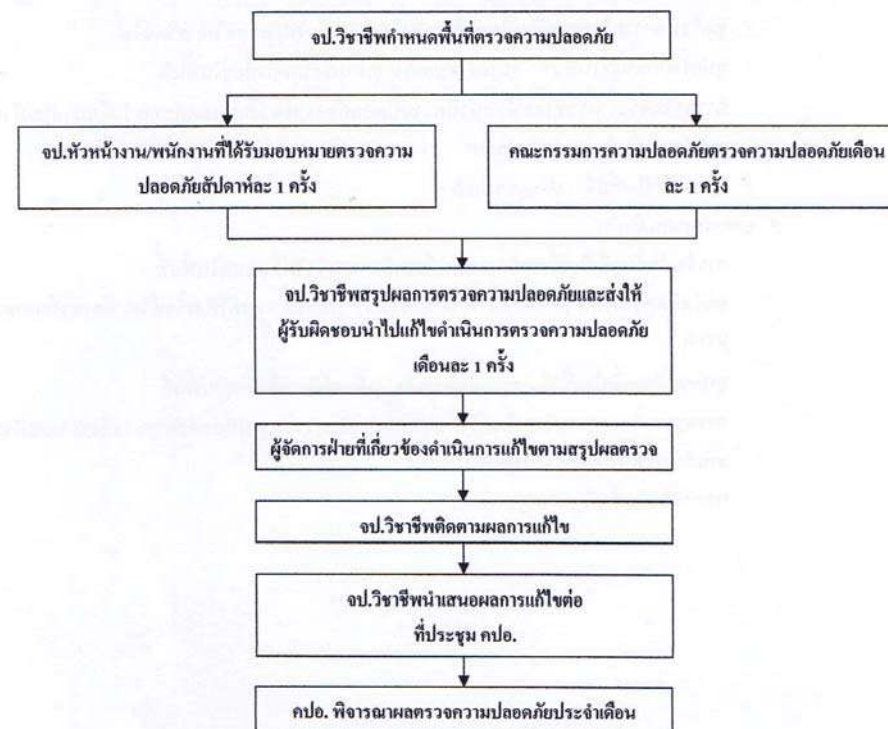 จป.วิชาชีพกำหนดพื้นที่ตรวจความปลอดภัย
จป.หัวหน้างาน/พนักงานที่ได้รับมอบหมายตรวจความ
ปลอดภัยสัปดาห์ละ 1 ครั้ง
คณะกรรมการความปลอดภัยตรวจความปลอดภัยเดือน
ละ 1 ครั้ง
จป.วิชาชีพสรุปผลการตรวจความปลอดภัยและส่งให้
ผู้รับผิดชอบนำไปแก้ไขดำเนินการตรวจความปลอดภัย
เดือนละ 1 ครั้ง
ผู้จัดการฝ่ายที่เกี่ยวข้องดำเนินการแก้ไขตามสรุปผลตรวจ
จป.วิชาชีพติดตามผลการแก้ไข
จป.วิชาชีพนำเสนอผลการแก้ไขต่อ
ที่ประชุม คปอ.
คปอ. พิจารณาผลตรวจความปลอดภัยประจำเดือน